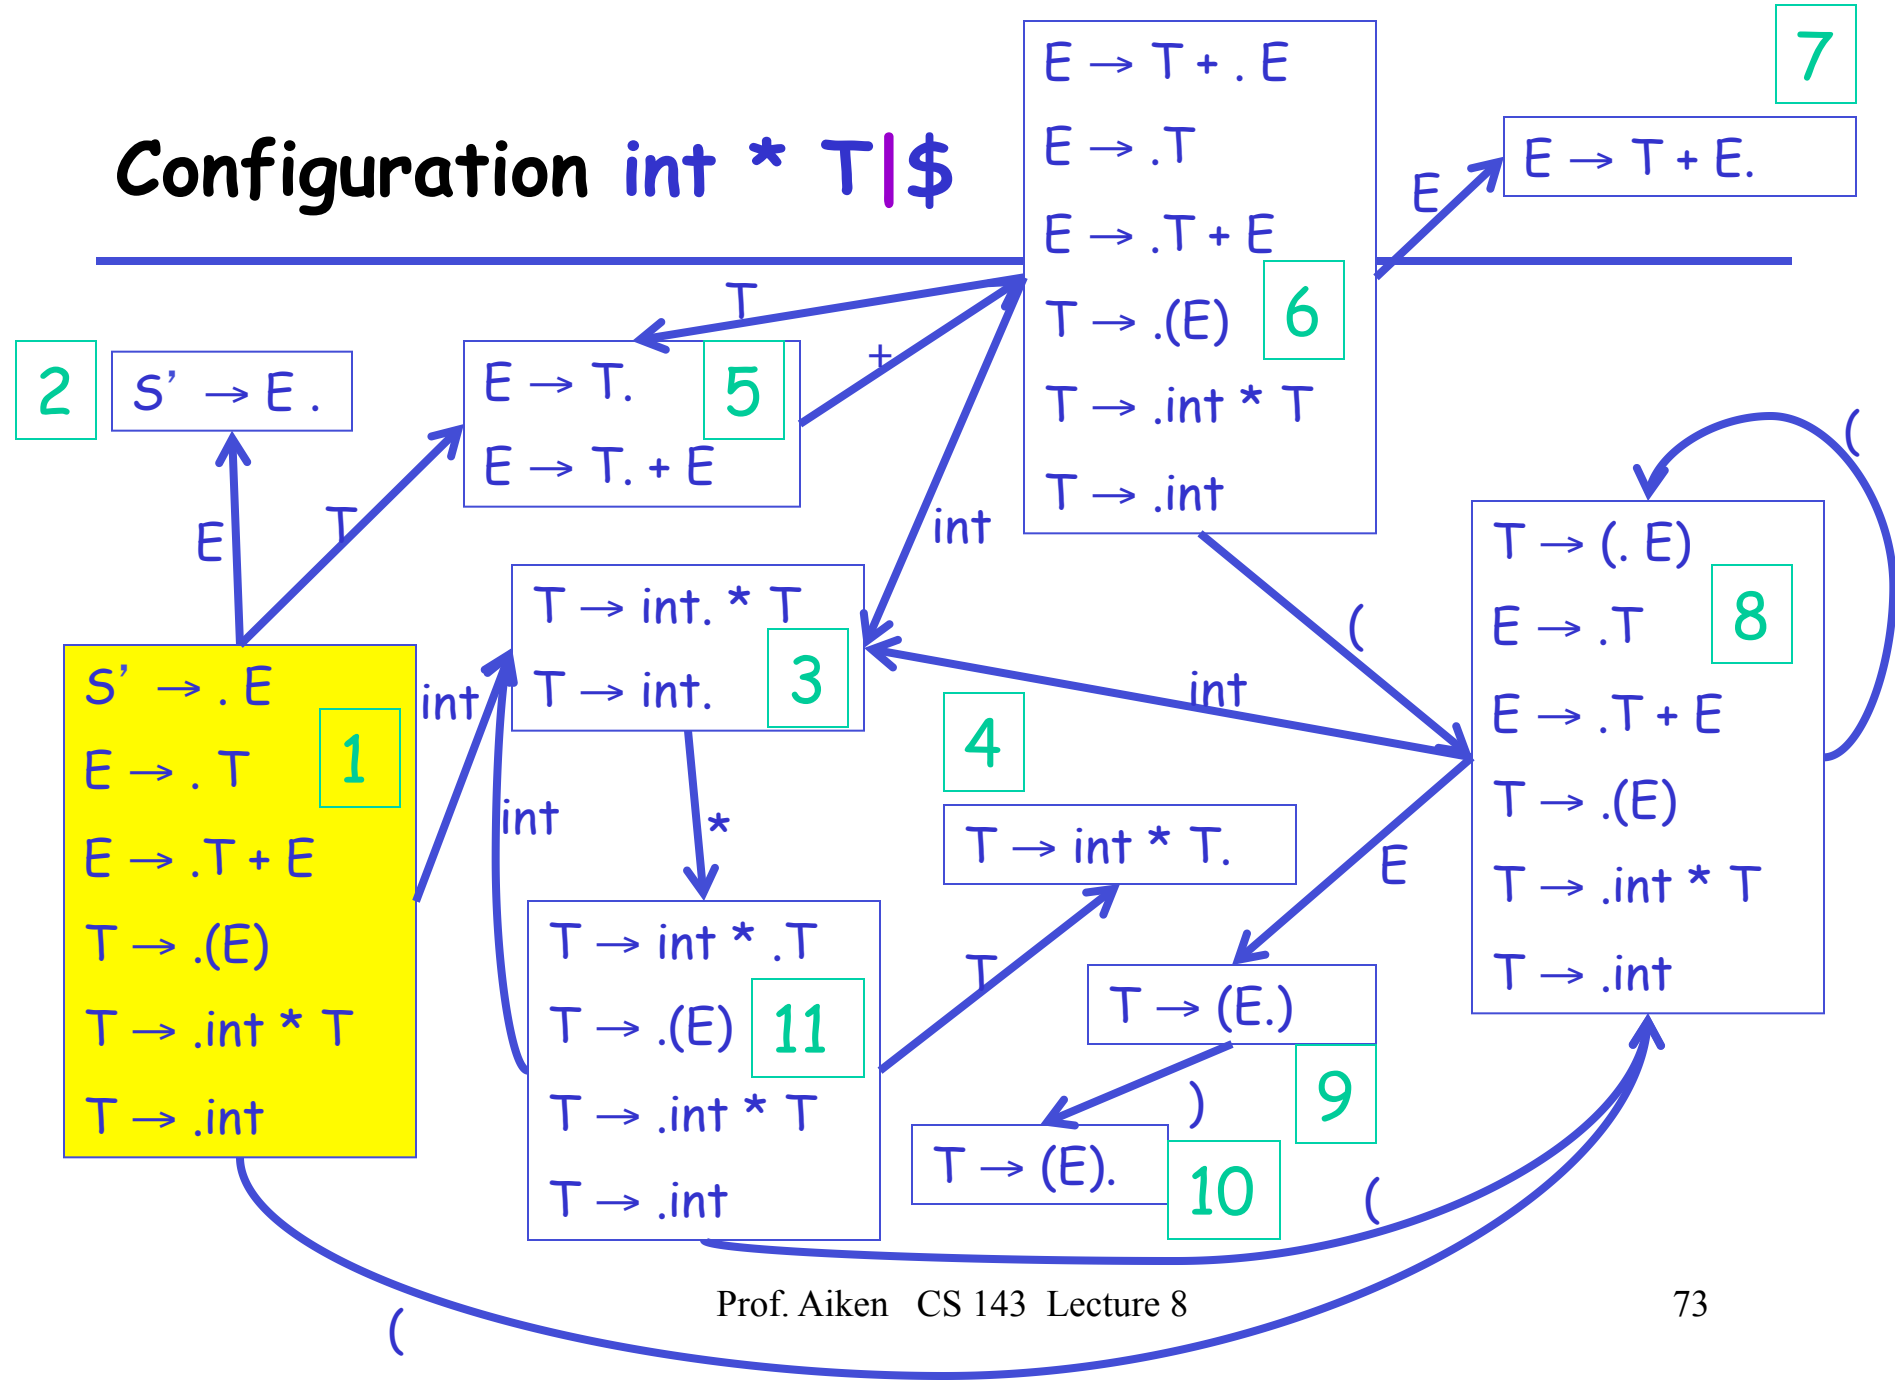 Configuration int * T|$
E → T + . E
E → .T
E → .T + E
T → .(E)
T → .int * T
T → .int
6
7
E → T + E.
E
T
+
int
(
2
S’ → E .
E
T
E → T.
E → T. + E
5
T → int. * T
T → int.
3
int
int
*
S’ → . E
E → . T
E → .T + E
T → .(E)
T → .int * T
T → .int
1
(
T → int * .T
T → .(E)
T → .int * T
T → .int
11
T
(
4
T → int * T.
int
E
T → (E.)
9
)
T → (E).
10
T → (. E)
E → .T
E → .T + E
T → .(E)
T → .int * T
T → .int
8
(
Prof. Aiken CS 143 Lecture 8
73